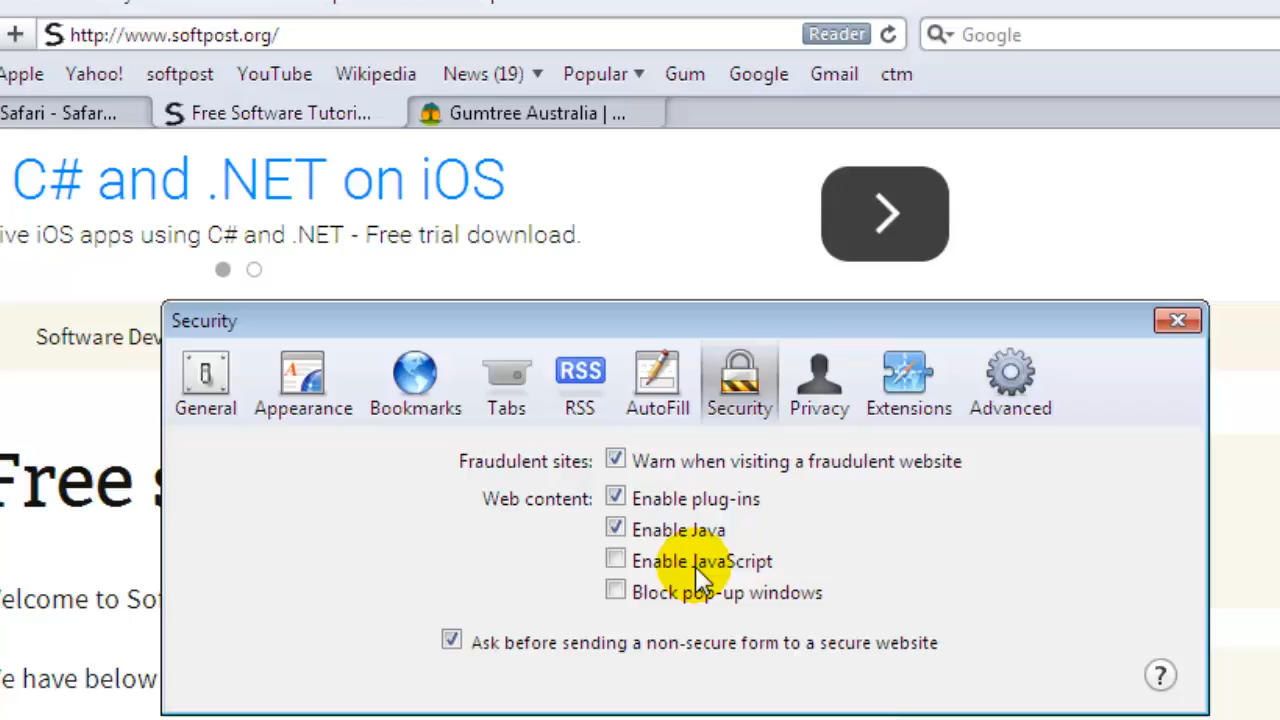 http://www.softpost.org/ Reader Google
Apple Yahoo! softpost YouTube Wikipedia News (19) Popular Gum Google Gmail ctm
Safari - Safar... Free Software Tutori... Gumtree Australia | ...
C# and .NET on iOS
ive iOS apps using C# and .NET - Free trial download.
Software Dev
Security
General Appearance Bookmarks Tabs RSS RSS AutoFill Security Privacy Extensions Advanced
Fraudulent sites: Warn when visiting a fraudulent website
Free s
Web content: Enable plug-ins
Enable Java
Enable JavaScript
Block pop-up windows
elcome to Sof
Ask before sending a non-secure form to a secure website
e have below
?